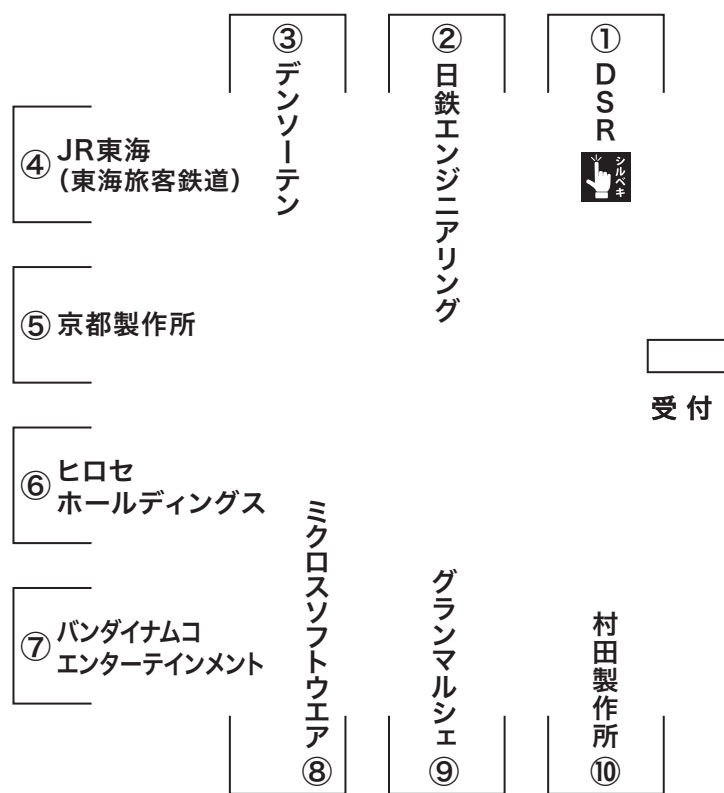 ① DSR
シルベキ
② 日鉄エンジニアリング
③ デンソーテン
④ JR東海
(東海旅客鉄道)
⑤ 京都製作所
受付
⑥ ヒロセ
ホールディングス
⑦ バンダイナムコ
エンターテインメント
ミクロスソフトウエア ⑧
グランマルシェ ⑨
村田製作所 ⑩